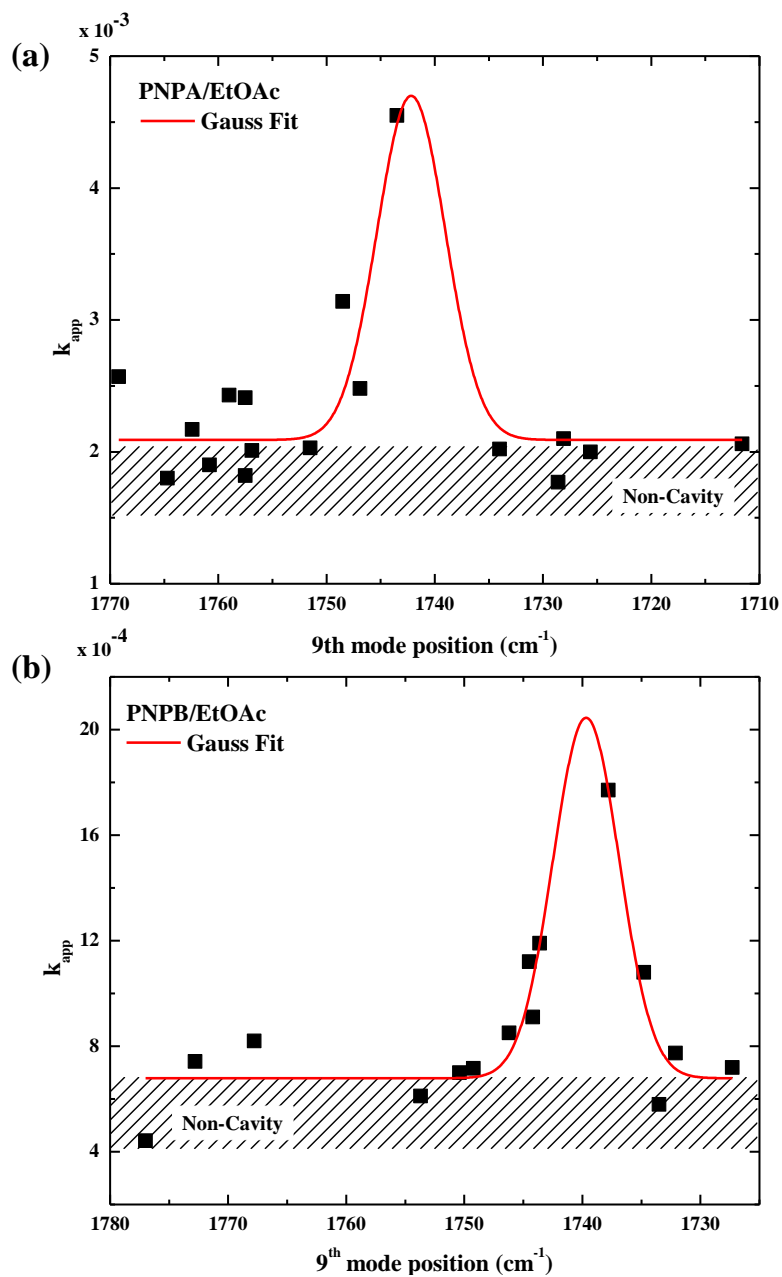 (a)
x 10⁻³
PNPA/EtOAc
Gauss Fit
5
4
3
2
1
k_app
Non-Cavity
1770 1760 1750 1740 1730 1720 1710
9th mode position (cm⁻¹)
(b)
x 10⁻⁴
PNPB/EtOAc
Gauss Fit
20
16
12
8
4
k_app
Non-Cavity
1780 1770 1760 1750 1740 1730
9ᵗʰ mode position (cm⁻¹)